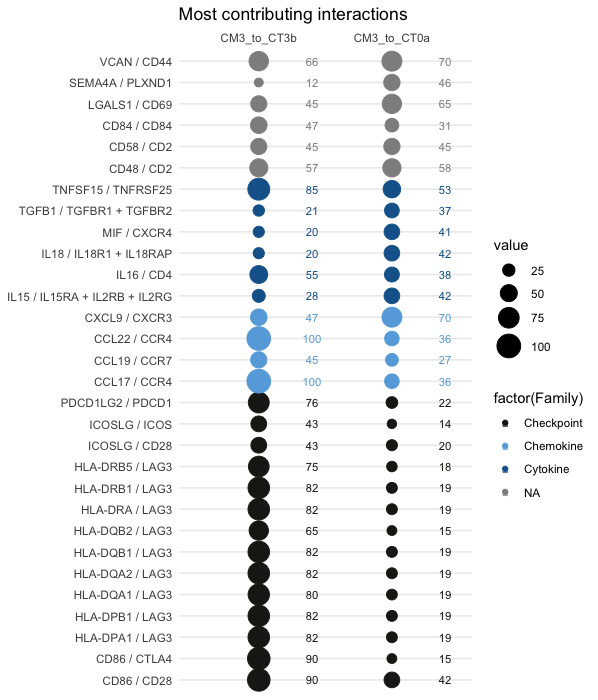 Most contributing interactions
CM3_to_CT3b CM3_to_CT0a
VCAN / CD44 66 70
SEMA4A / PLXND1 12 46
LGALS1 / CD69 45 65
CD84 / CD84 47 31
CD58 / CD2 45 45
CD48 / CD2 57 58
TNFSF15 / TNFRSF25 85 53
TGFB1 / TGFBR1 + TGFBR2 21 37
MIF / CXCR4 20 41
IL18 / IL18R1 + IL18RAP 20 42
IL16 / CD4 55 38
IL15 / IL15RA + IL2RB + IL2RG 28 42
CXCL9 / CXCR3 47 70
CCL22 / CCR4 100 36
CCL19 / CCR7 45 27
CCL17 / CCR4 100 36
PDCD1LG2 / PDCD1 76 22
ICOSLG / ICOS 43 14
ICOSLG / CD28 43 20
HLA-DRB5 / LAG3 75 18
HLA-DRB1 / LAG3 82 19
HLA-DRA / LAG3 82 19
HLA-DQB2 / LAG3 65 15
HLA-DQB1 / LAG3 82 19
HLA-DQA2 / LAG3 82 19
HLA-DQA1 / LAG3 80 19
HLA-DPB1 / LAG3 82 19
HLA-DPA1 / LAG3 82 19
CD86 / CTLA4 90 15
CD86 / CD28 90 42
value
25
50
75
100
factor(Family)
Checkpoint
Chemokine
Cytokine
NA